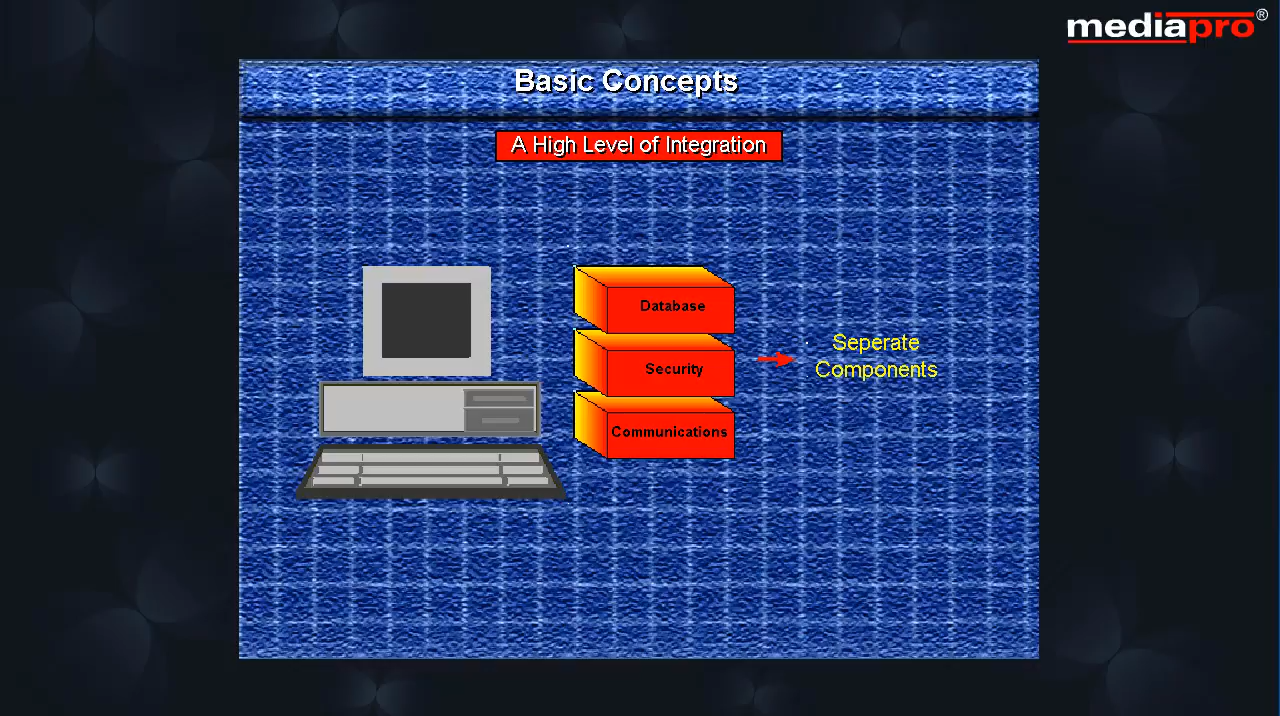 mediapro®
Basic Concepts
A High Level of Integration
Database
Security
Communications
Seperate
Components